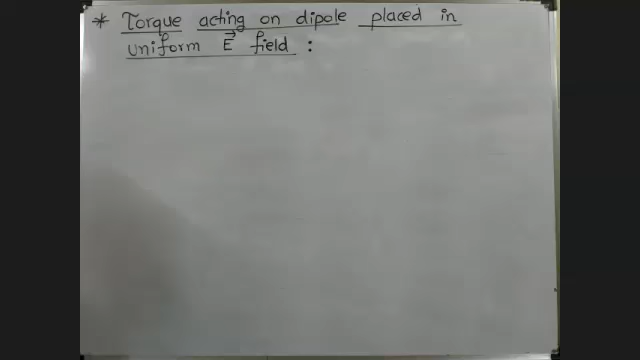 * Torque acting on dipole placed in
uniform E⃗ field :